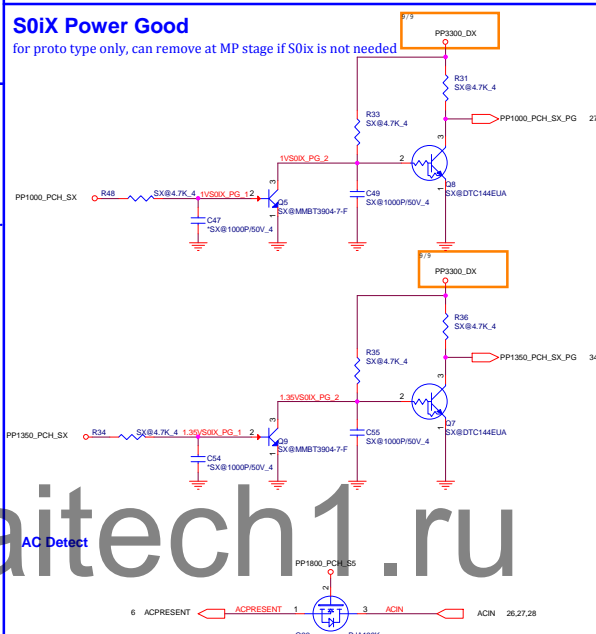 S0iX Power Good
for proto type only, can remove at MP stage if S0ix is not needed
9/9
PP3300_DX
R31
SX@4.7K_4
R33
SX@4.7K_4
PP1000_PCH_SX_PG 27
3
1VS0IX_PG_2
2
3
Q8
SX@DTC144EUA
1
PP1000_PCH_SX
R48
SX@4.7K_4
1VS0IX_PG_1
2
Q5
SX@MMBT3904-7-F
1
C49
SX@1000P/50V_4
C47
*SX@1000P/50V_4
9/9
PP3300_DX
R36
SX@4.7K_4
R35
SX@4.7K_4
PP1350_PCH_SX_PG 34
3
1.35VS0IX_PG_2
2
3
Q7
SX@DTC144EUA
1
PP1350_PCH_SX
R34
SX@4.7K_4
1.35VS0IX_PG_1
2
Q9
SX@MMBT3904-7-F
1
C55
SX@1000P/50V_4
C54
*SX@1000P/50V_4
aitech1.ru
AC Detect
PP1800_PCH_S5
2
6 ACPRESENT
ACPRESENT
1
3
ACIN
ACIN 26,27,28